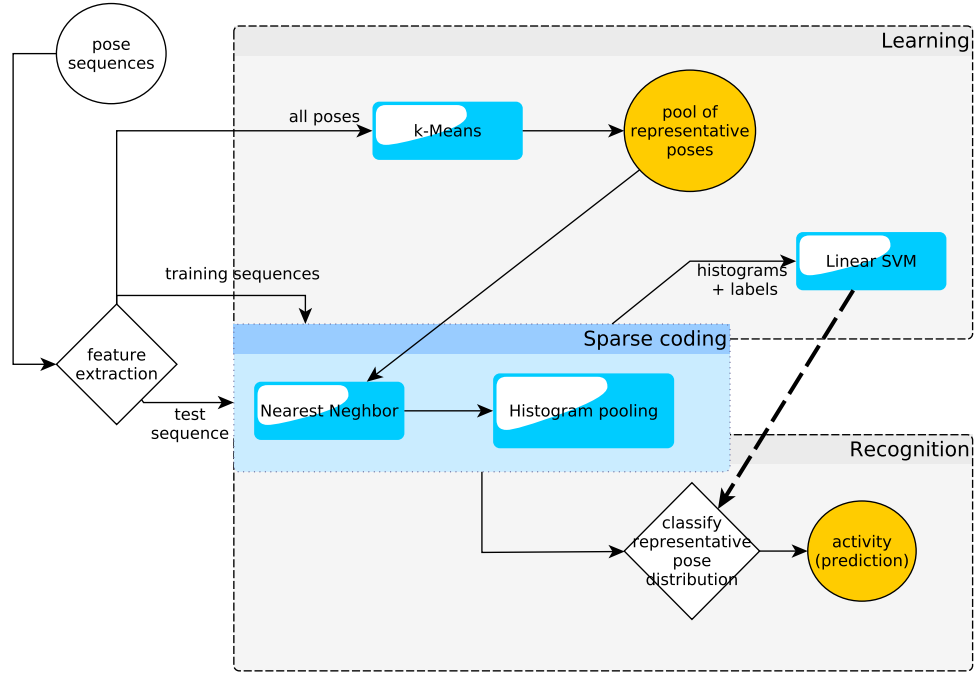 pose
sequences
Learning
all poses
k-Means
pool of
representative
poses
training sequences
histograms
+ labels
Linear SVM
feature
extraction
Sparse coding
test
sequence
Nearest Neghbor
Histogram pooling
Recognition
classify
representative
pose
distribution
activity
(prediction)